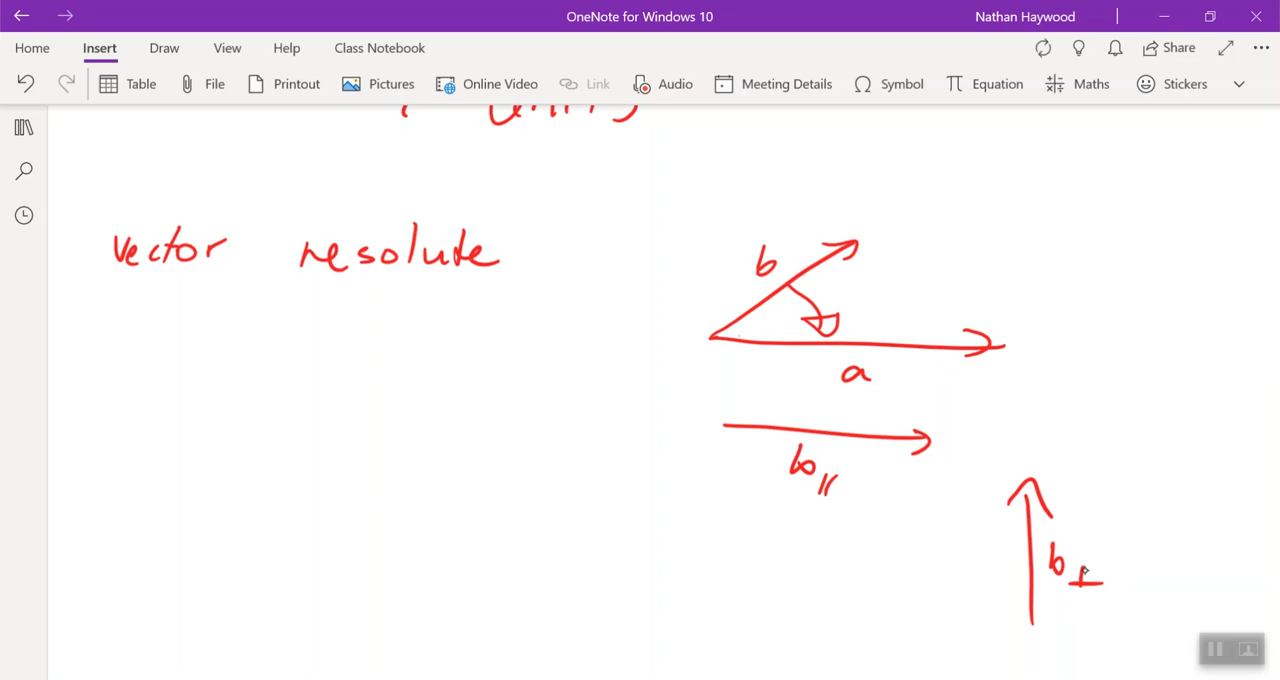 OneNote for Windows 10
Nathan Haywood
Home Insert Draw View Help Class Notebook Share
Table File Printout Pictures Online Video Link Audio Meeting Details Symbol Equation Maths Stickers
vector resolute
b
a
b∥
b⊥